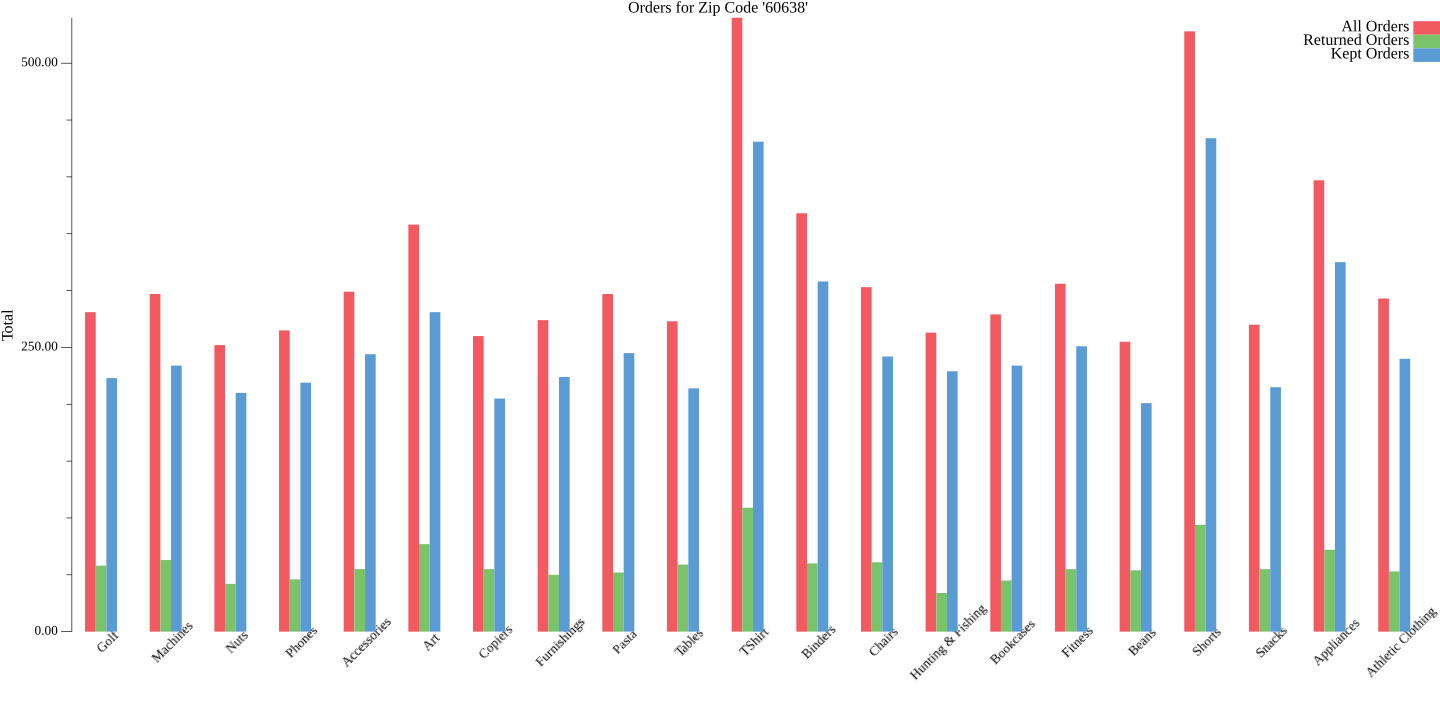 Orders for Zip Code '60638'
All Orders
Returned Orders
Kept Orders
500.00
250.00
0.00
Total
Golf
Machines
Nuts
Phones
Accessories
Art
Copiers
Furnishings
Pasta
Tables
TShirt
Binders
Chairs
Hunting & Fishing
Bookcases
Fitness
Beans
Shorts
Snacks
Appliances
Athletic Clothing